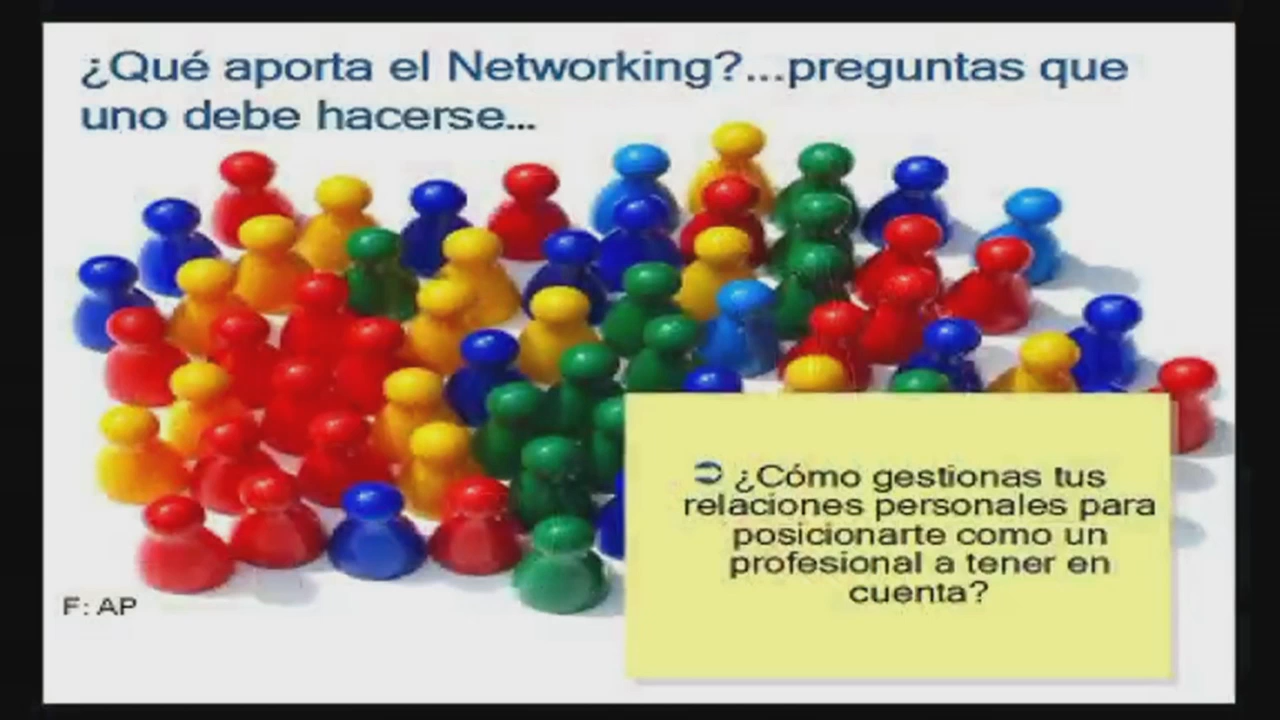 ¿Qué aporta el Networking?...preguntas que
uno debe hacerse...
¿Cómo gestionas tus
relaciones personales para
posicionarte como un
profesional a tener en
cuenta?
F: AP